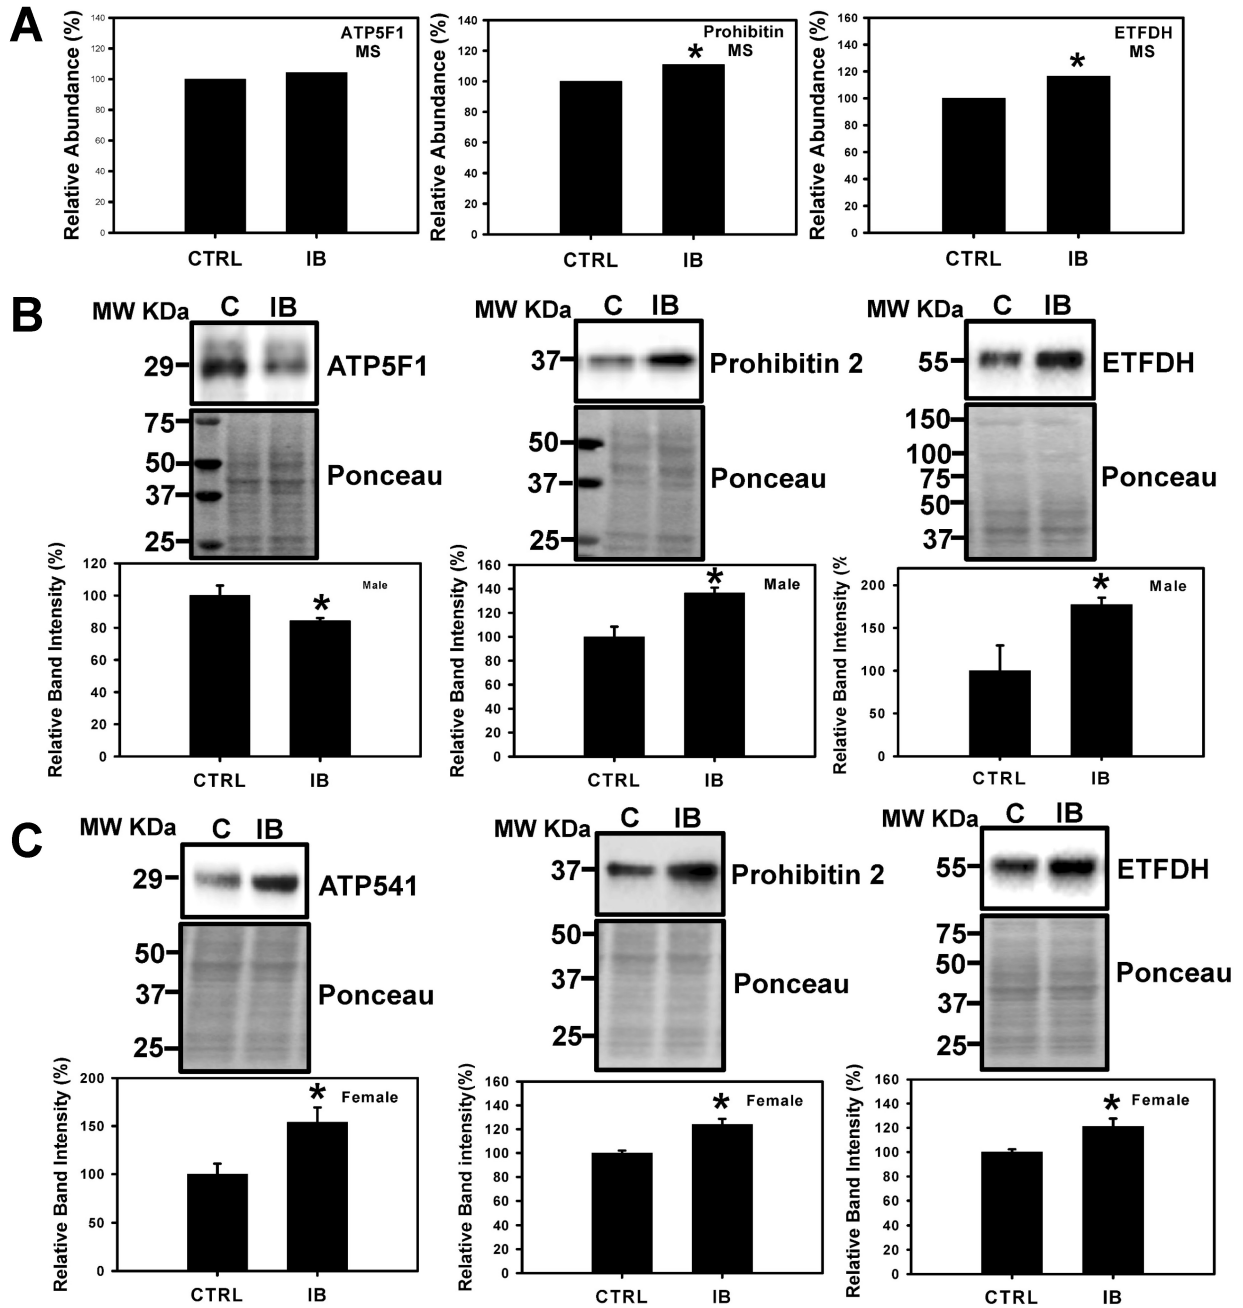 A
Relative Abundance (%)
140
120
100
80
60
40
20
0
ATP5F1
MS
CTRL IB
Relative Abundance (%)
140
120
100
80
60
40
20
0
Prohibitin
MS
*
CTRL IB
Relative Abundance (%)
160
140
120
100
80
60
40
20
0
ETFDH
MS
*
CTRL IB
B
MW KDa C IB
29 ATP5F1
75
50
37
25
Ponceau
Relative Band Intensity (%)
120
100
80
60
40
20
0
Male
*
CTRL IB
MW KDa C IB
37 Prohibitin 2
50
37
25
Ponceau
Relative Band Intensity (%)
160
140
120
100
80
60
40
20
0
Male
*
CTRL IB
MW KDa C IB
55 ETFDH
150
100
75
50
37
Ponceau
Relative Band Intensity (%
200
150
100
50
0
Male
*
CTRL IB
C
MW KDa C IB
29 ATP541
50
37
25
Ponceau
Relative Band Intensity (%)
200
150
100
50
0
Female
*
CTRL IB
MW KDa C IB
37 Prohibitin 2
50
37
25
Ponceau
Relative Band intensity(%)
160
140
120
100
80
60
40
20
0
Female
*
CTRL IB
MW KDa C IB
55 ETFDH
75
50
37
25
Ponceau
Relative Band Intensity (%)
160
140
120
100
80
60
40
20
0
Female
*
CTRL IB